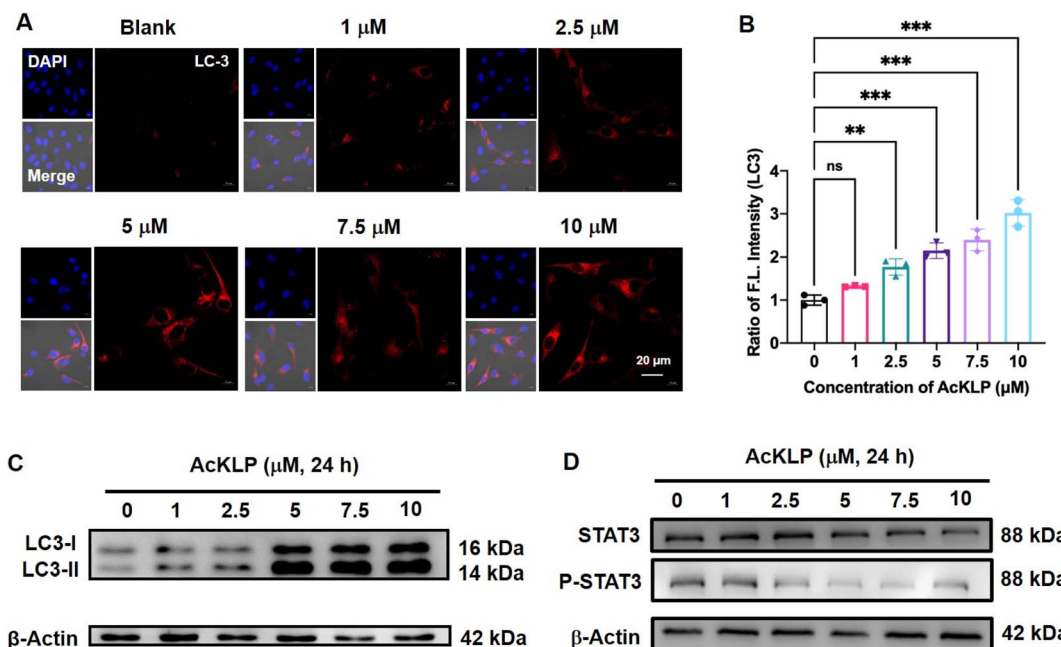 A
Blank
1 μM
2.5 μM
DAPI
LC-3
Merge
5 μM
7.5 μM
10 μM
20 μm
B
***
***
***
**
ns
Ratio of F.L. Intensity (LC3)
4
3
2
1
0
0 1 2.5 5 7.5 10
Concentration of AcKLP (μM)
C
AcKLP (μM, 24 h)
0 1 2.5 5 7.5 10
LC3-I 16 kDa
LC3-II 14 kDa
β-Actin 42 kDa
D
AcKLP (μM, 24 h)
0 1 2.5 5 7.5 10
STAT3 88 kDa
P-STAT3 88 kDa
β-Actin 42 kDa